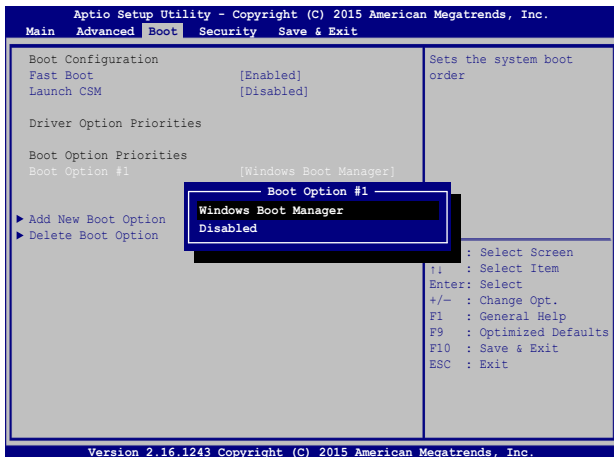 Aptio Setup Utility - Copyright (C) 2015 American Megatrends, Inc.
Main Advanced Boot Security Save & Exit
Boot Configuration
Fast Boot [Enabled]
Launch CSM [Disabled]
Driver Option Priorities
Boot Option Priorities
Boot Option #1 [Windows Boot Manager]
▶ Add New Boot Option
▶ Delete Boot Option
Boot Option #1
Windows Boot Manager
Disabled
Sets the system boot
order
: Select Screen
↑↓ : Select Item
Enter: Select
+/− : Change Opt.
F1 : General Help
F9 : Optimized Defaults
F10 : Save & Exit
ESC : Exit
Version 2.16.1243 Copyright (C) 2015 American Megatrends, Inc.